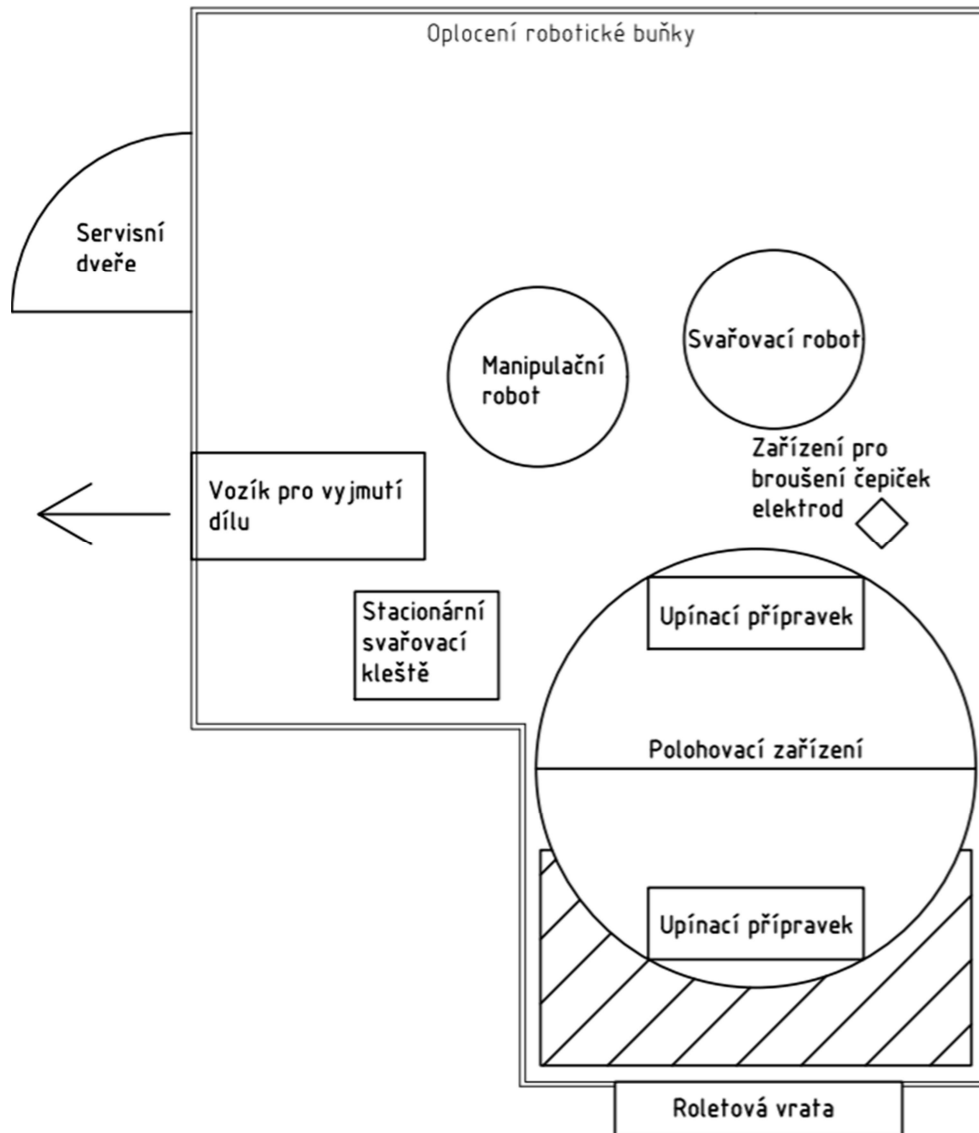 Oplocení robotické buňky
Servisní
dveře
Svařovací robot
Manipulační
robot
Zařízení pro
broušení čepiček
elektrod
Vozík pro vyjmutí
dílu
Stacionární
svařovací
kleště
Upínací přípravek
Polohovací zařízení
Upínací přípravek
Roletová vrata